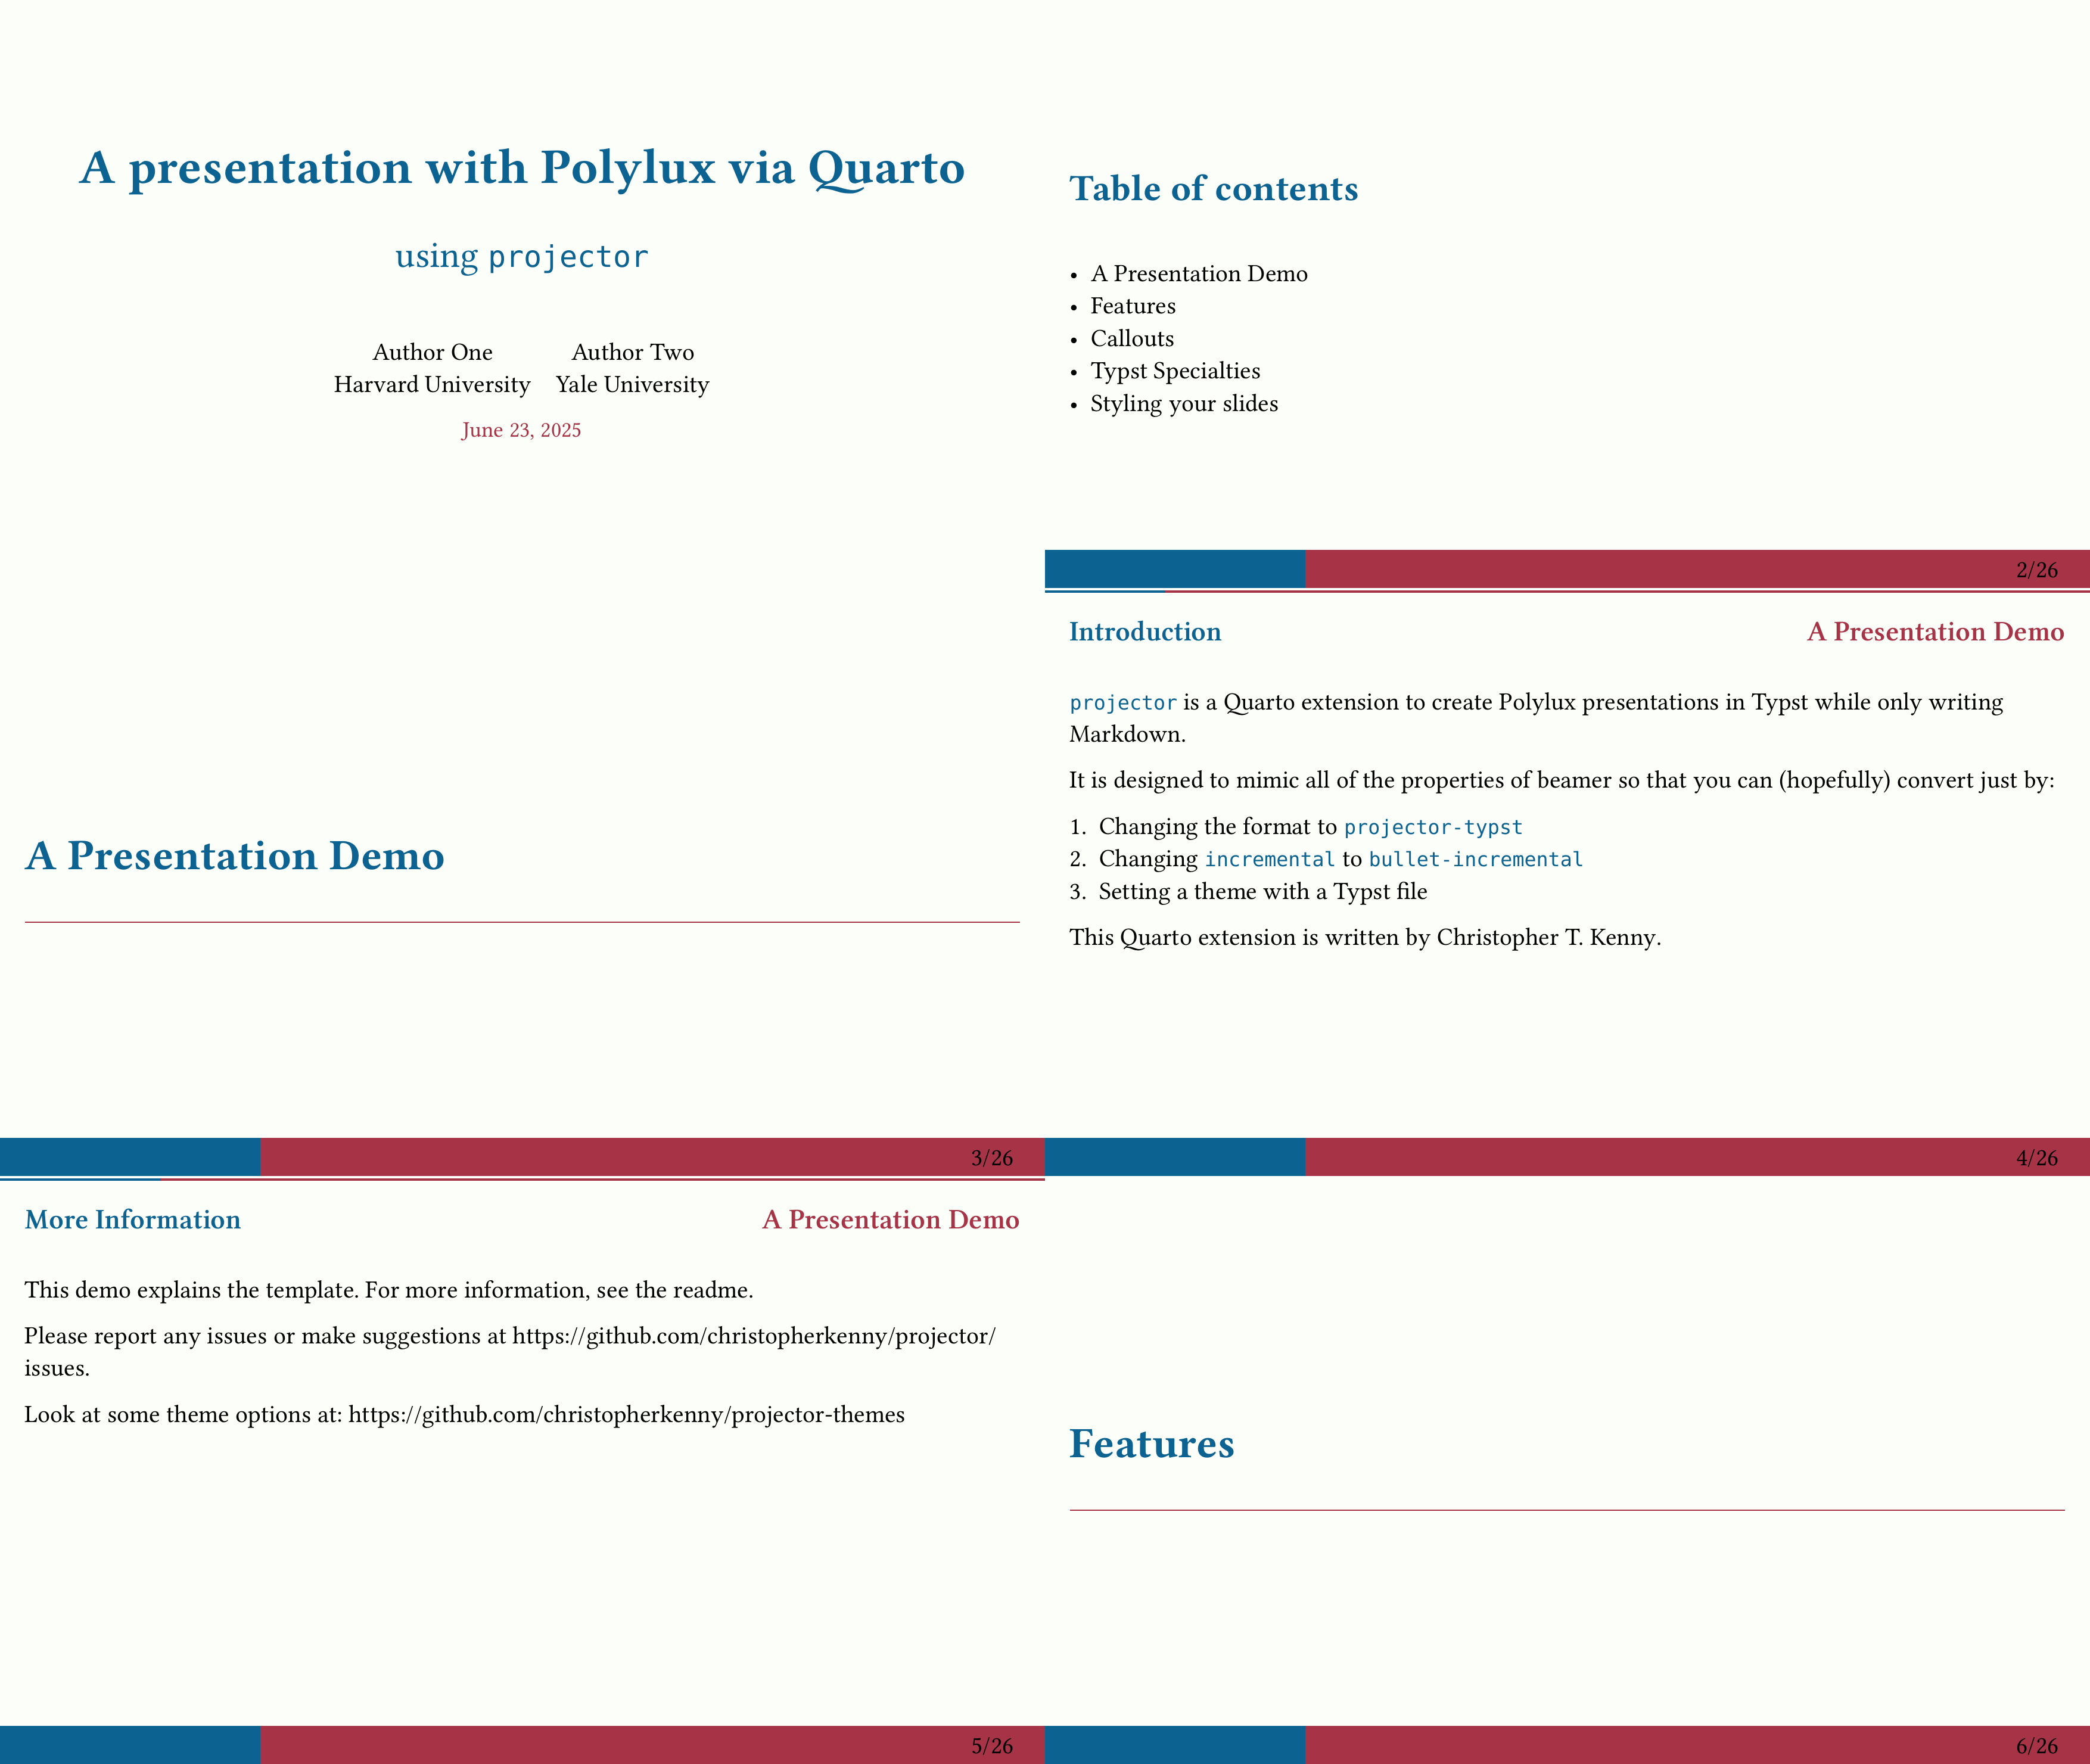 A presentation with Polylux via Quarto
using projector
Author One
Harvard University
Author Two
Yale University
June 23, 2025
Table of contents
• A Presentation Demo
• Features
• Callouts
• Typst Specialties
• Styling your slides
2/26
A Presentation Demo
3/26
Introduction
A Presentation Demo
projector is a Quarto extension to create Polylux presentations in Typst while only writing
Markdown.
It is designed to mimic all of the properties of beamer so that you can (hopefully) convert just by:
1. Changing the format to projector-typst
2. Changing incremental to bullet-incremental
3. Setting a theme with a Typst file
This Quarto extension is written by Christopher T. Kenny.
4/26
More Information
A Presentation Demo
This demo explains the template. For more information, see the readme.
Please report any issues or make suggestions at https://github.com/christopherkenny/projector/
issues.
Look at some theme options at: https://github.com/christopherkenny/projector-themes
5/26
Features
6/26